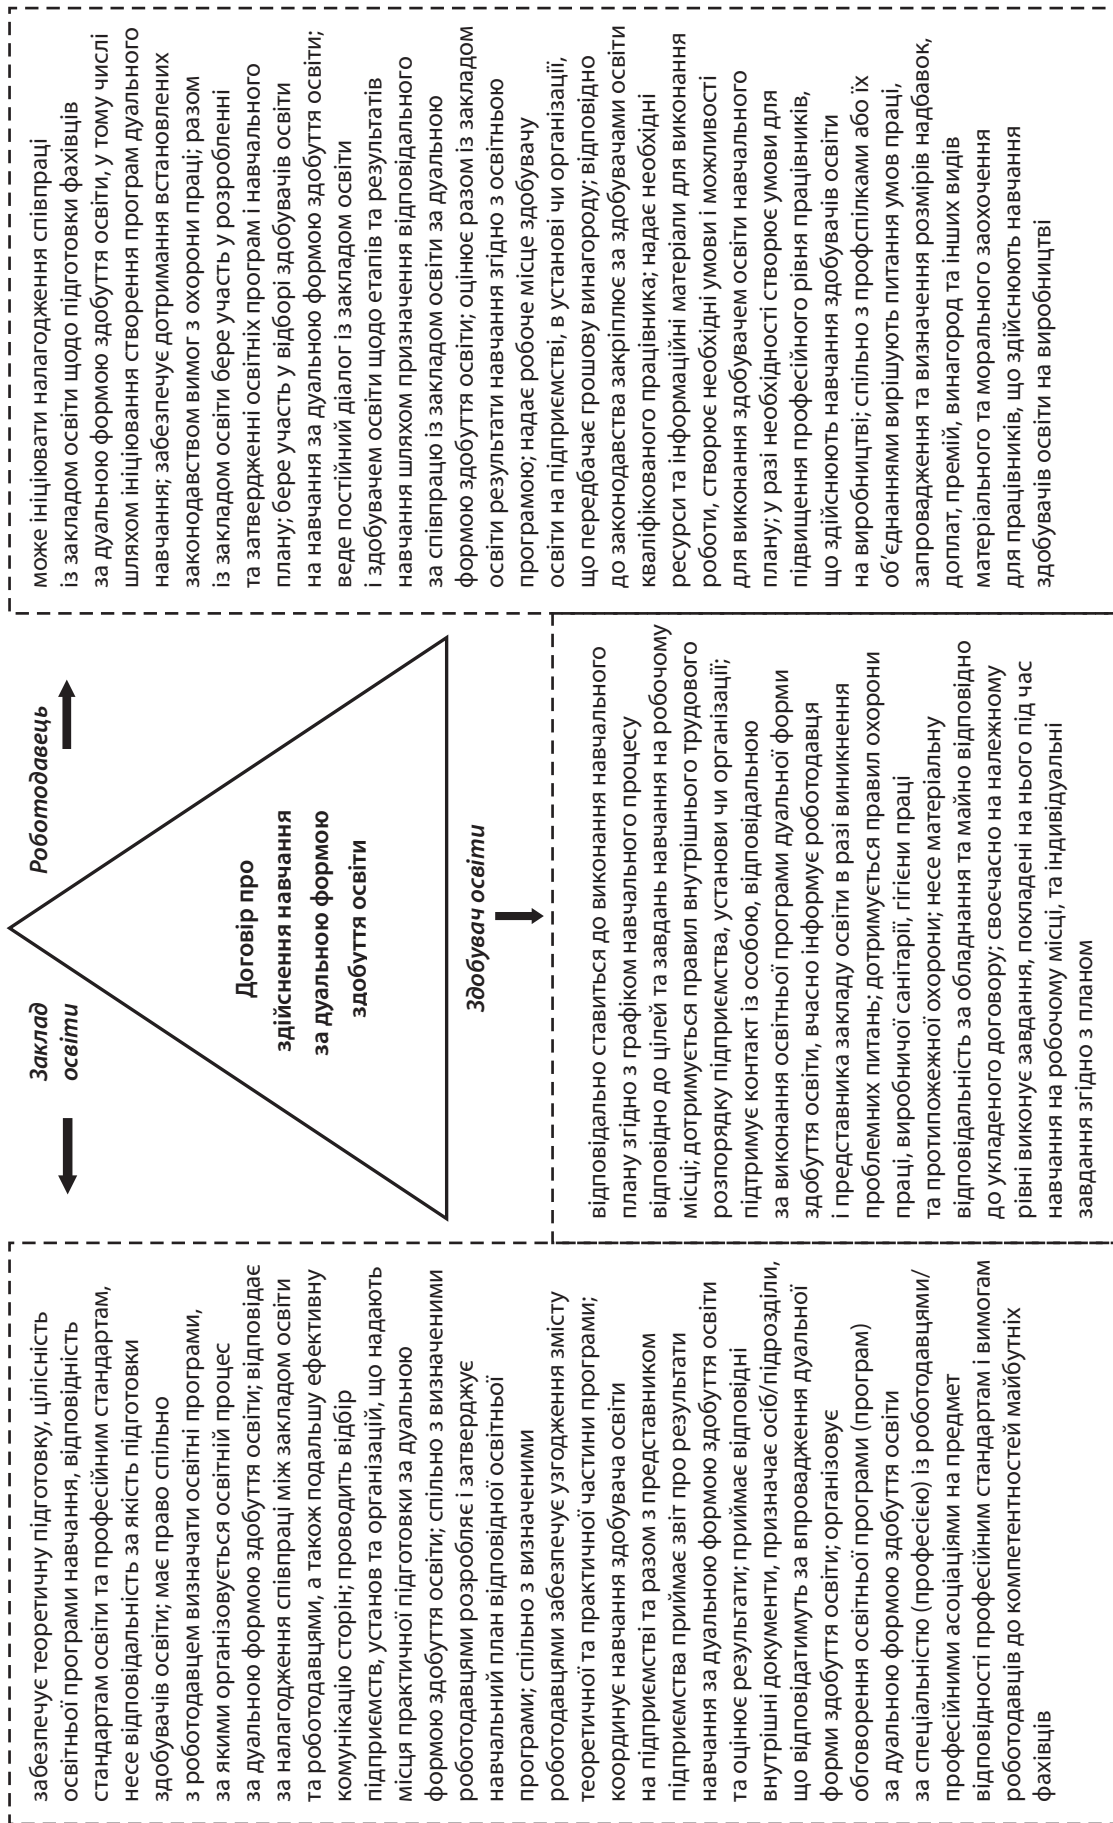 Заклад
освіти
Роботодавець
Договір про
здійснення навчання
за дуальною формою
здобуття освіти
Здобувач освіти
забезпечує теоретичну підготовку, цілісність
освітньої програми навчання, відповідність
стандартам освіти та професійним стандартам,
несе відповідальність за якість підготовки
здобувачів освіти; має право спільно
з роботодавцем визначати освітні програми,
за якими організовується освітній процес
за дуальною формою здобуття освіти; відповідає
за налагодження співпраці між закладом освіти
та роботодавцями, а також подальшу ефективну
комунікацію сторін; проводить відбір
підприємств, установ та організацій, що надають
місця практичної підготовки за дуальною
формою здобуття освіти; спільно з визначеними
роботодавцями розробляє і затверджує
навчальний план відповідної освітньої
програми; спільно з визначеними
роботодавцями забезпечує узгодження змісту
теоретичної та практичної частини програми;
координує навчання здобувача освіти
на підприємстві та разом з представником
підприємства приймає звіт про результати
навчання за дуальною формою здобуття освіти
та оцінює результати; приймає відповідні
внутрішні документи, призначає осіб/підрозділи,
що відповідатимуть за впровадження дуальної
форми здобуття освіти; організовує
обговорення освітньої програми (програм)
за дуальною формою здобуття освіти
за спеціальністю (професією) із роботодавцями/
професійними асоціаціями на предмет
відповідності професійним стандартам і вимогам
роботодавців до компетентностей майбутніх
фахівців
відповідально ставиться до виконання навчального
плану згідно з графіком навчального процесу
відповідно до цілей та завдань навчання на робочому
місці; дотримується правил внутрішнього трудового
розпорядку підприємства, установи чи організації;
підтримує контакт із особою, відповідальною
за виконання освітньої програми дуальної форми
здобуття освіти, вчасно інформує роботодавця
і представника закладу освіти в разі виникнення
проблемних питань; дотримується правил охорони
праці, виробничої санітарії, гігієни праці
та протипожежної охорони; несе матеріальну
відповідальність за обладнання та майно відповідно
до укладеного договору; своєчасно на належному
рівні виконує завдання, покладені на нього під час
навчання на робочому місці, та індивідуальні
завдання згідно з планом
може ініціювати налагодження співпраці
із закладом освіти щодо підготовки фахівців
за дуальною формою здобуття освіти, у тому числі
шляхом ініціювання створення програм дуального
навчання; забезпечує дотримання встановлених
законодавством вимог з охорони праці; разом
із закладом освіти бере участь у розробленні
та затвердженні освітніх програм і навчального
плану; бере участь у відборі здобувачів освіти
на навчання за дуальною формою здобуття освіти;
веде постійний діалог із закладом освіти
і здобувачем освіти щодо етапів та результатів
навчання шляхом призначення відповідального
за співпрацю із закладом освіти за дуальною
формою здобуття освіти; оцінює разом із закладом
освіти результати навчання згідно з освітньою
програмою; надає робоче місце здобувачу
освіти на підприємстві, в установі чи організації,
що передбачає грошову винагороду; відповідно
до законодавства закріплює за здобувачами освіти
кваліфікованого працівника; надає необхідні
ресурси та інформаційні матеріали для виконання
роботи, створює необхідні умови і можливості
для виконання здобувачем освіти навчального
плану; у разі необхідності створює умови для
підвищення професійного рівня працівників,
що здійснюють навчання здобувачів освіти
на виробництві; спільно з профспілками або їх
об’єднаннями вирішують питання умов праці,
запровадження та визначення розмірів надбавок,
доплат, премій, винагород та інших видів
матеріального та морального заохочення
для працівників, що здійснюють навчання
здобувачів освіти на виробництві